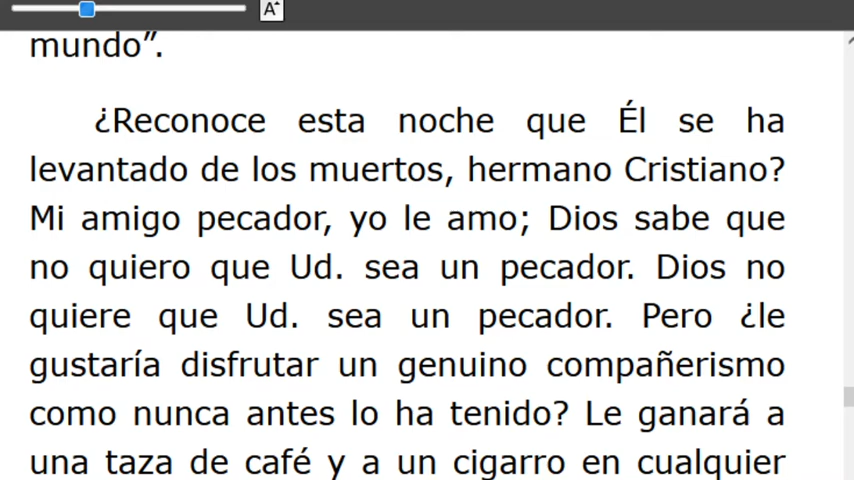 A
mundo”.
¿Reconoce esta noche que Él se ha
levantado de los muertos, hermano Cristiano?
Mi amigo pecador, yo le amo; Dios sabe que
no quiero que Ud. sea un pecador. Dios no
quiere que Ud. sea un pecador. Pero ¿le
gustaría disfrutar un genuino compañerismo
como nunca antes lo ha tenido? Le ganará a
una taza de café y a un cigarro en cualquier